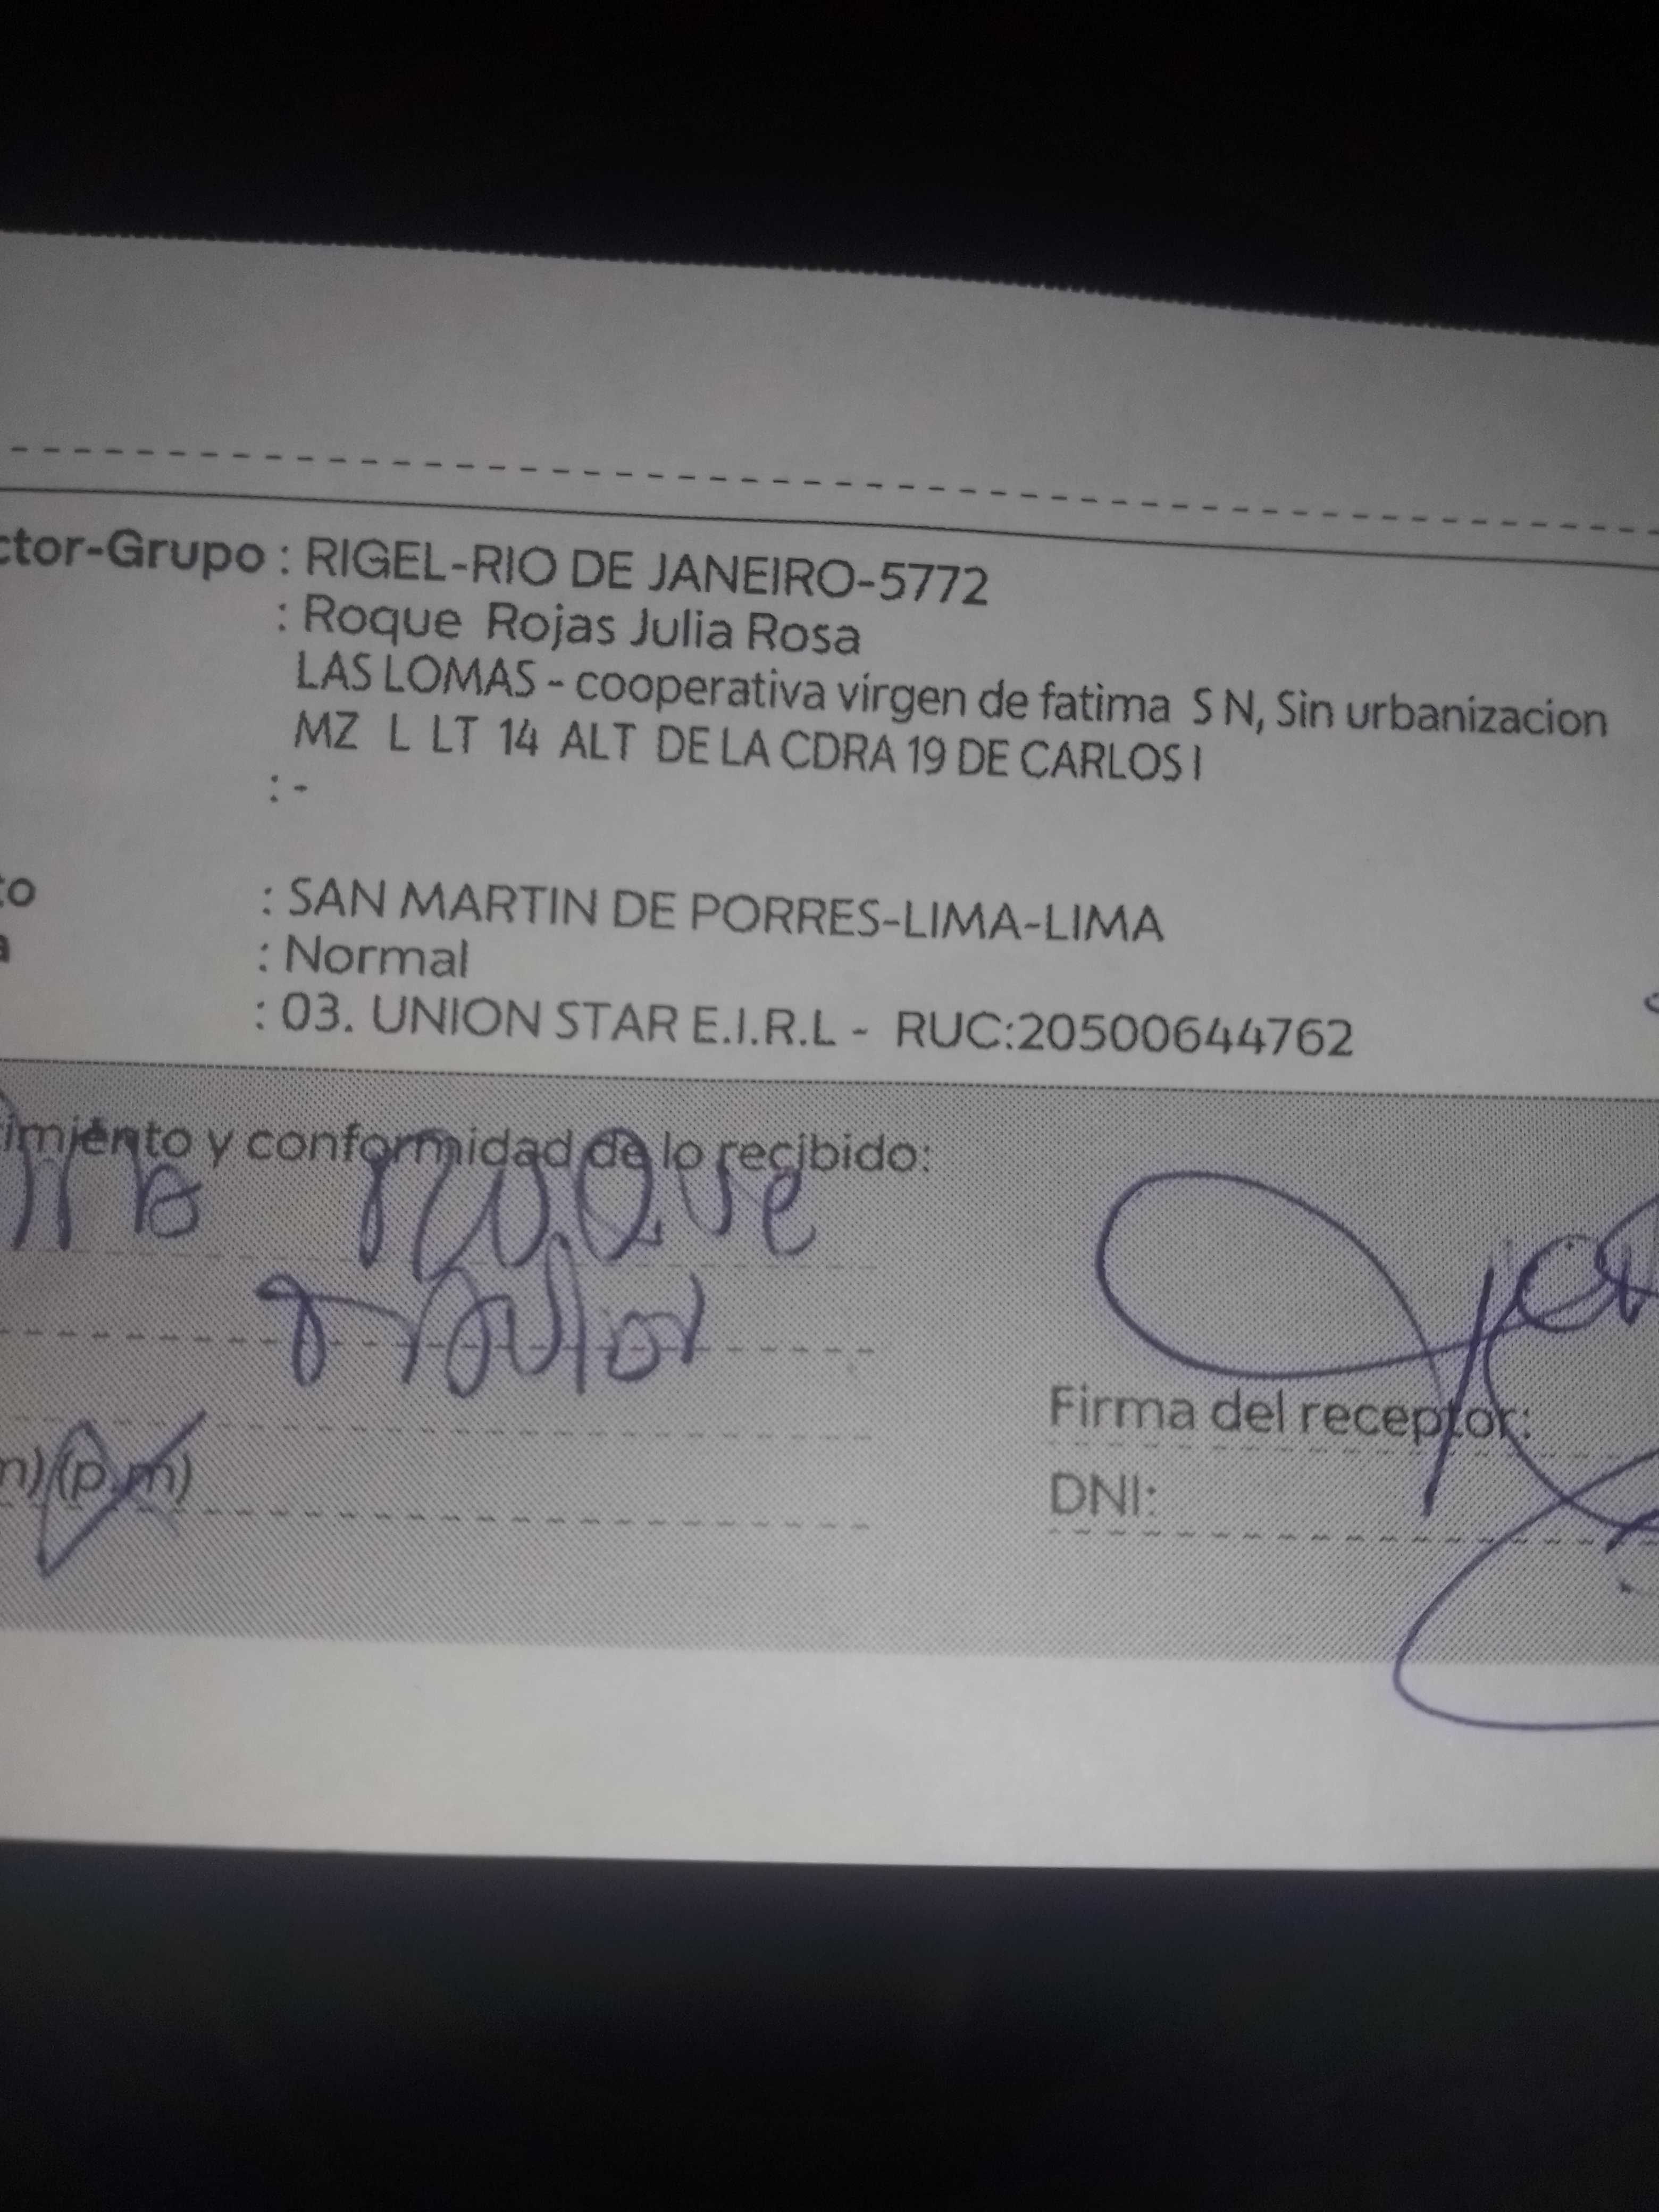 ctor-Grupo : RIGEL-RIO DE JANEIRO-5772
: Roque Rojas Julia Rosa
LAS LOMAS - cooperativa virgen de fatima S N, Sin urbanizacion
MZ L LT 14 ALT DE LA CDRA 19 DE CARLOS I
: -
to : SAN MARTIN DE PORRES-LIMA-LIMA
a : Normal
: 03. UNION STAR E.I.R.L - RUC:20500644762
imiento y conformidad de lo recibido:
Roque
Firma del receptor:
m) (p.m)
DNI: